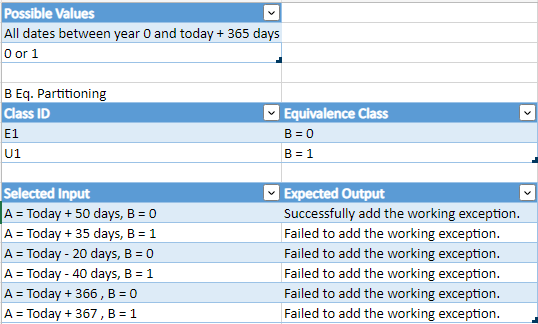 Possible Values
All dates between year 0 and today + 365 days
0 or 1
B Eq. Partitioning
Class ID Equivalence Class
E1 B = 0
U1 B = 1
Selected Input Expected Output
A = Today + 50 days, B = 0 Successfully add the working exception.
A = Today + 35 days, B = 1 Failed to add the working exception.
A = Today - 20 days, B = 0 Failed to add the working exception.
A = Today - 40 days, B = 1 Failed to add the working exception.
A = Today + 366 , B = 0 Failed to add the working exception.
A = Today + 367 , B = 1 Failed to add the working exception.